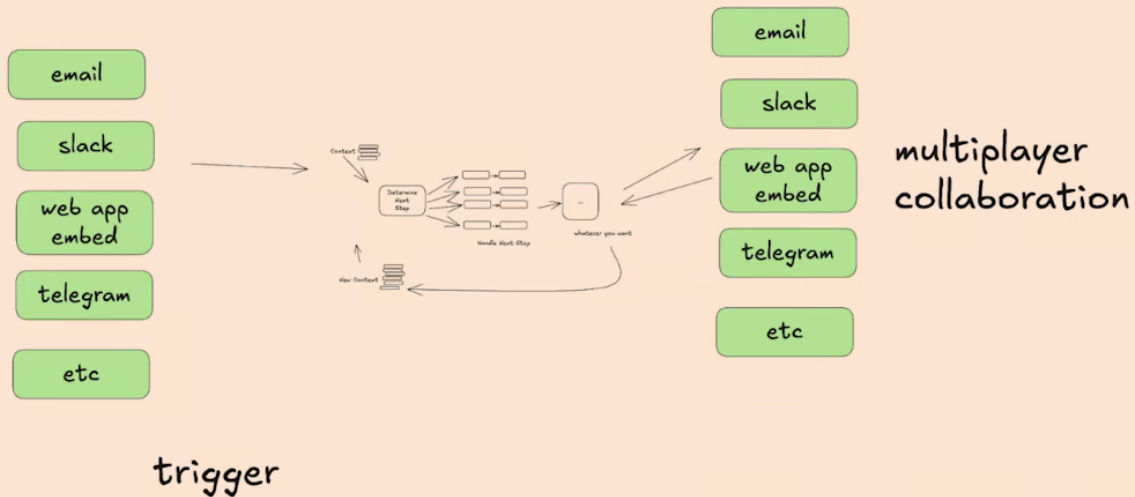 email
slack
web app
embed
telegram
etc
trigger
Context
Determine
Next
Step
Handle Next Step
...
whatever you want
New Context
email
slack
web app
embed
telegram
etc
multiplayer
collaboration